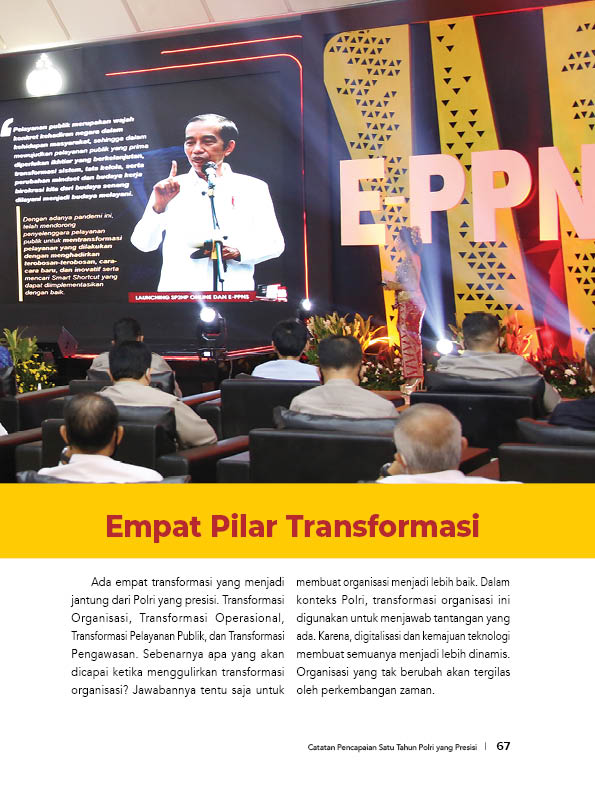 Pelayanan publik merupakan wajah
konkret kehadiran negara dalam
kehidupan masyarakat, sehingga dalam
mewujudkan pelayanan publik yang prima
diperlukan ikhtiar yang berkelanjutan,
transformasi sistem, tata kelola, serta
perubahan mindset dan budaya kerja
birokrasi kita dari budaya senang
dilayani menjadi budaya melayani.
Dengan adanya pandemi ini,
telah mendorong
penyelenggara pelayanan
publik untuk mentransformasi
pelayanan yang dilakukan
dengan menghadirkan
terobosan-terobosan, cara-
cara baru, dan inovatif serta
mencari Smart Shortcut yang
dapat diimplementasikan
dengan baik.
LAUNCHING SP2HP ONLINE DAN E-PPNS
E-PPN
Empat Pilar Transformasi
Ada empat transformasi yang menjadi
jantung dari Polri yang presisi. Transformasi
Organisasi, Transformasi Operasional,
Transformasi Pelayanan Publik, dan Transformasi
Pengawasan. Sebenarnya apa yang akan
dicapai ketika menggulirkan transformasi
organisasi? Jawabannya tentu saja untuk
membuat organisasi menjadi lebih baik. Dalam
konteks Polri, transformasi organisasi ini
digunakan untuk menjawab tantangan yang
ada. Karena, digitalisasi dan kemajuan teknologi
membuat semuanya menjadi lebih dinamis.
Organisasi yang tak berubah akan tergilas
oleh perkembangan zaman.
Catatan Pencapaian Satu Tahun Polri yang Presisi | 67